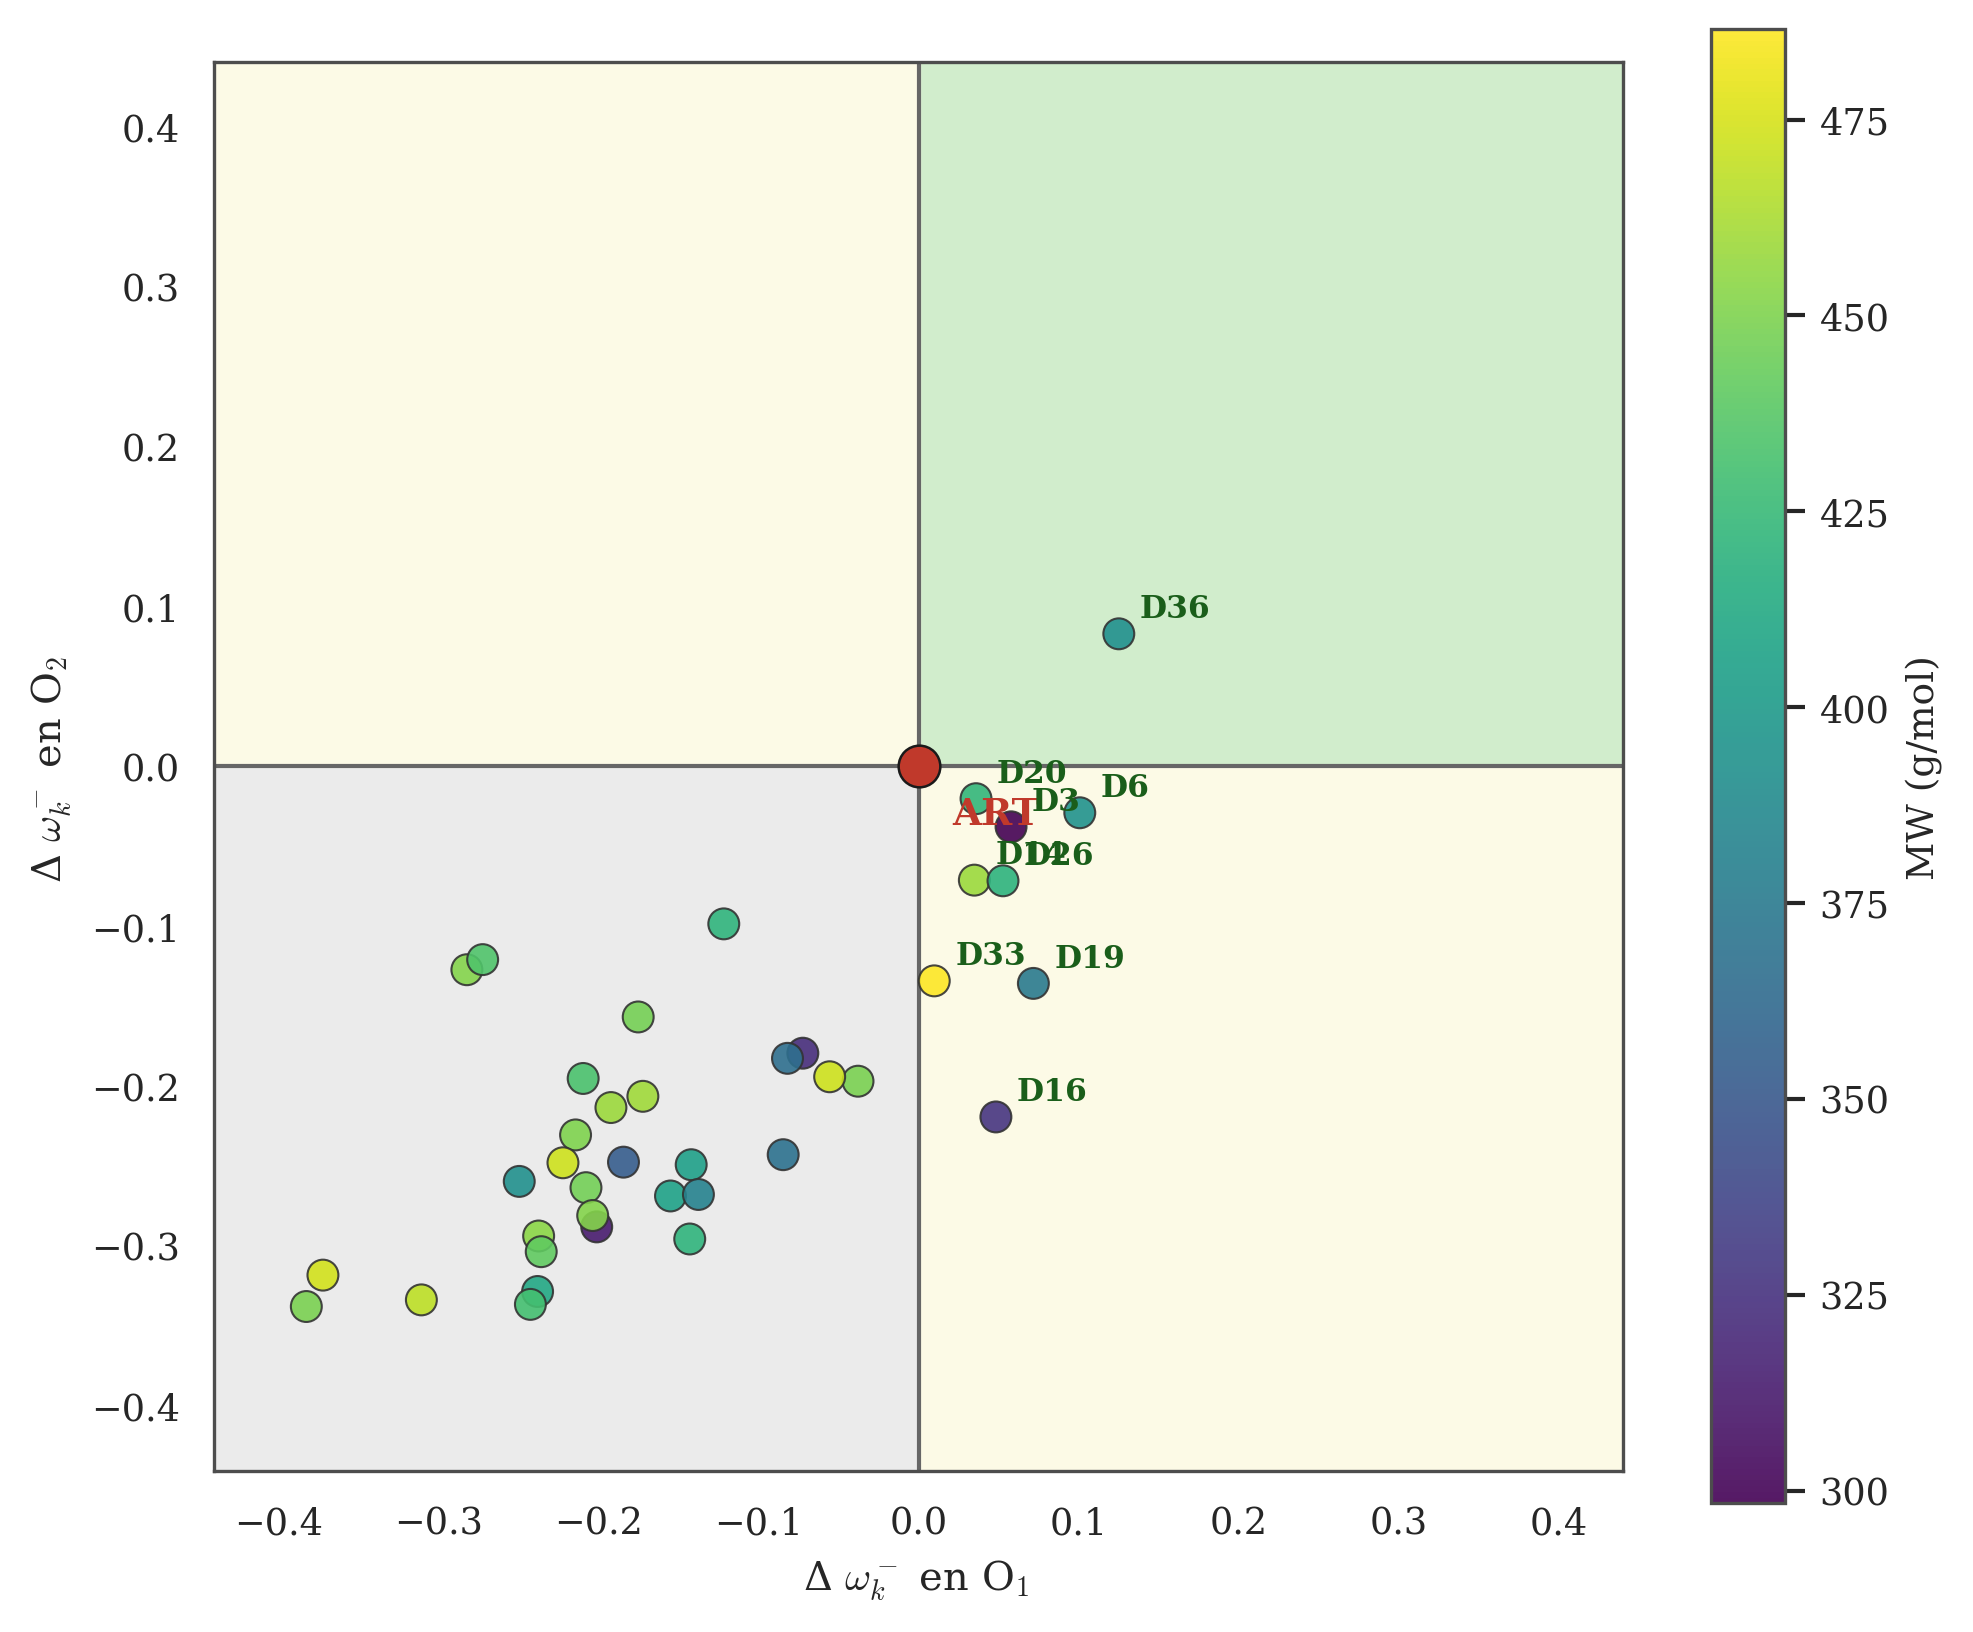 0.4
0.3
0.2
0.1
0.0
−0.1
−0.2
−0.3
−0.4
Δ ω_k^− en O₂
D36
D20
D6
D3
ART
D14
D26
D33
D19
D16
−0.4 −0.3 −0.2 −0.1 0.0 0.1 0.2 0.3 0.4
Δ ω_k^− en O₁
475
450
425
400
375
350
325
300
MW (g/mol)